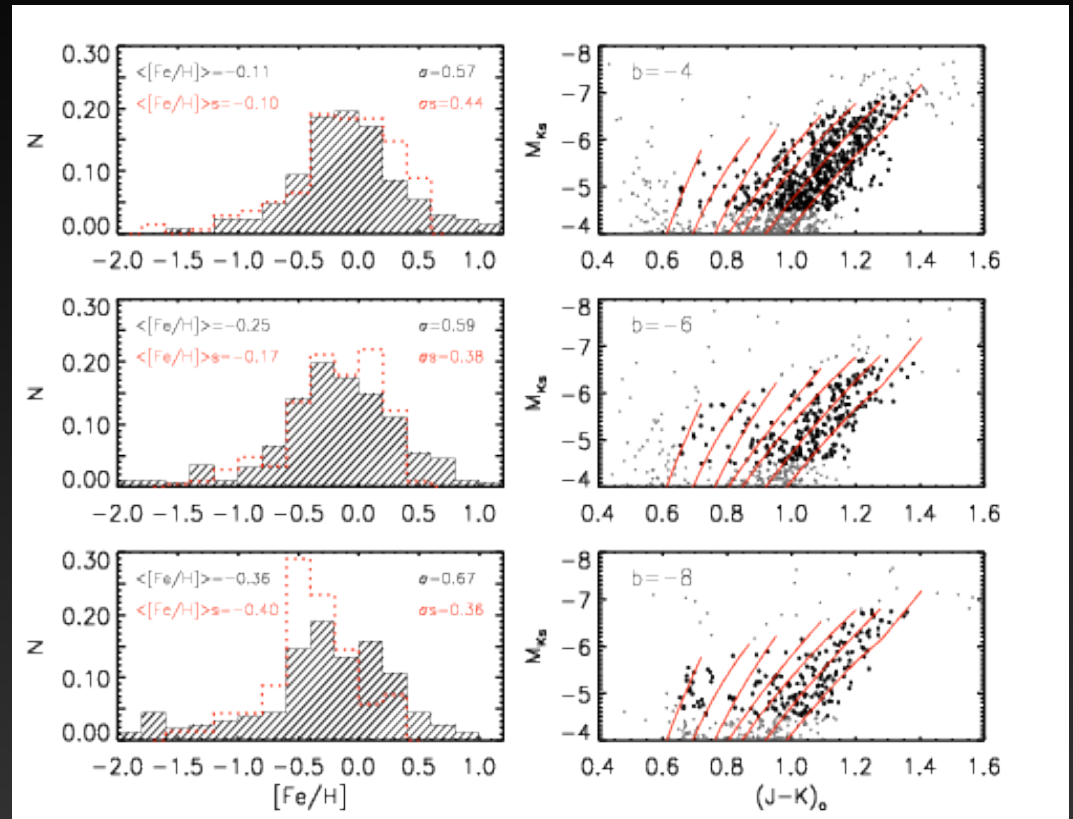 0.30
0.20
0.10
0.00
N
<[Fe/H]>=-0.11
σ=0.57
<[Fe/H]>s=-0.10
σs=0.44
-2.0 -1.5 -1.0 -0.5 0.0 0.5 1.0
-8
-7
-6
-5
-4
M_Ks
b=-4
0.4 0.6 0.8 1.0 1.2 1.4 1.6
0.30
0.20
0.10
0.00
N
<[Fe/H]>=-0.25
σ=0.59
<[Fe/H]>s=-0.17
σs=0.38
-2.0 -1.5 -1.0 -0.5 0.0 0.5 1.0
-8
-7
-6
-5
-4
M_Ks
b=-6
0.4 0.6 0.8 1.0 1.2 1.4 1.6
0.30
0.20
0.10
0.00
N
<[Fe/H]>=-0.36
σ=0.67
<[Fe/H]>s=-0.40
σs=0.36
-2.0 -1.5 -1.0 -0.5 0.0 0.5 1.0
[Fe/H]
-8
-7
-6
-5
-4
M_Ks
b=-8
0.4 0.6 0.8 1.0 1.2 1.4 1.6
(J-K)₀